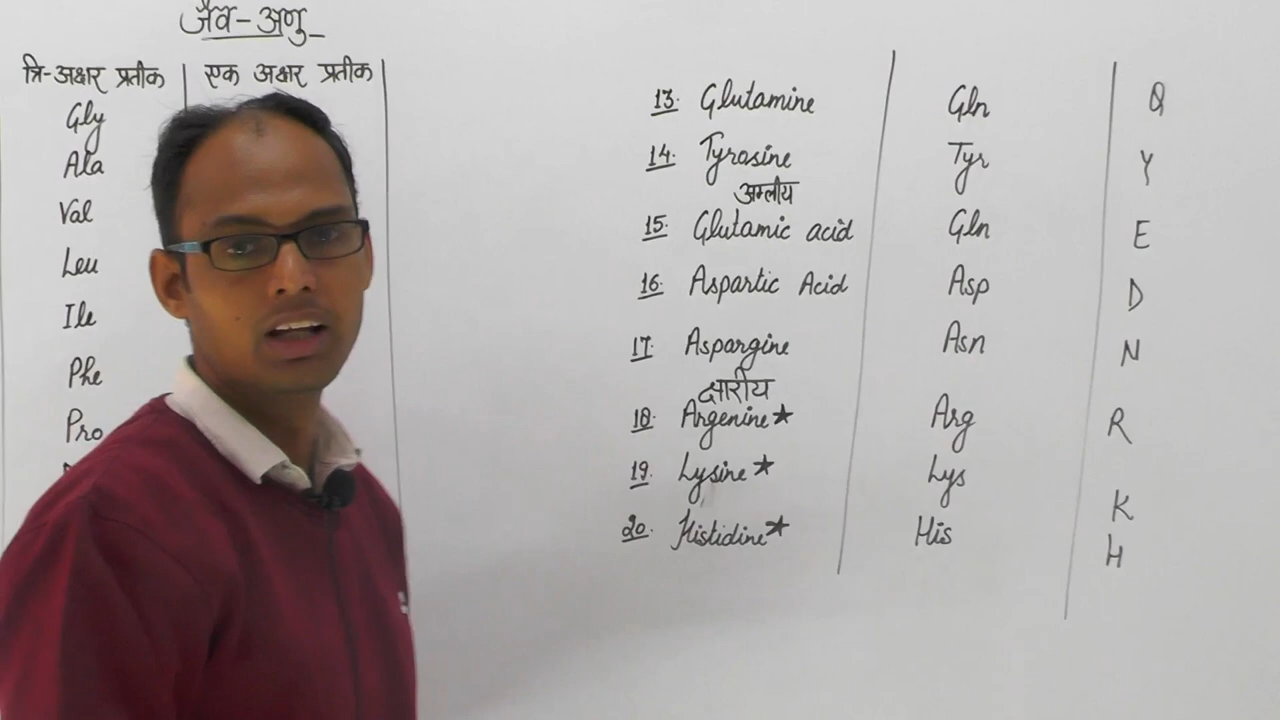 जैव-अणु
त्रि-अक्षर प्रतीक एक अक्षर प्रतीक
Gly
Ala
Val
Leu
Ile
Phe
Pro
13. Glutamine Gln Q
14. Tyrosine Tyr Y
अम्लीय
15. Glutamic acid Gln E
16. Aspartic Acid Asp D
17. Aspargine Asn N
क्षारीय
18. Argenine★ Arg R
19. Lysine★ Lys K
20. Histidine★ His H